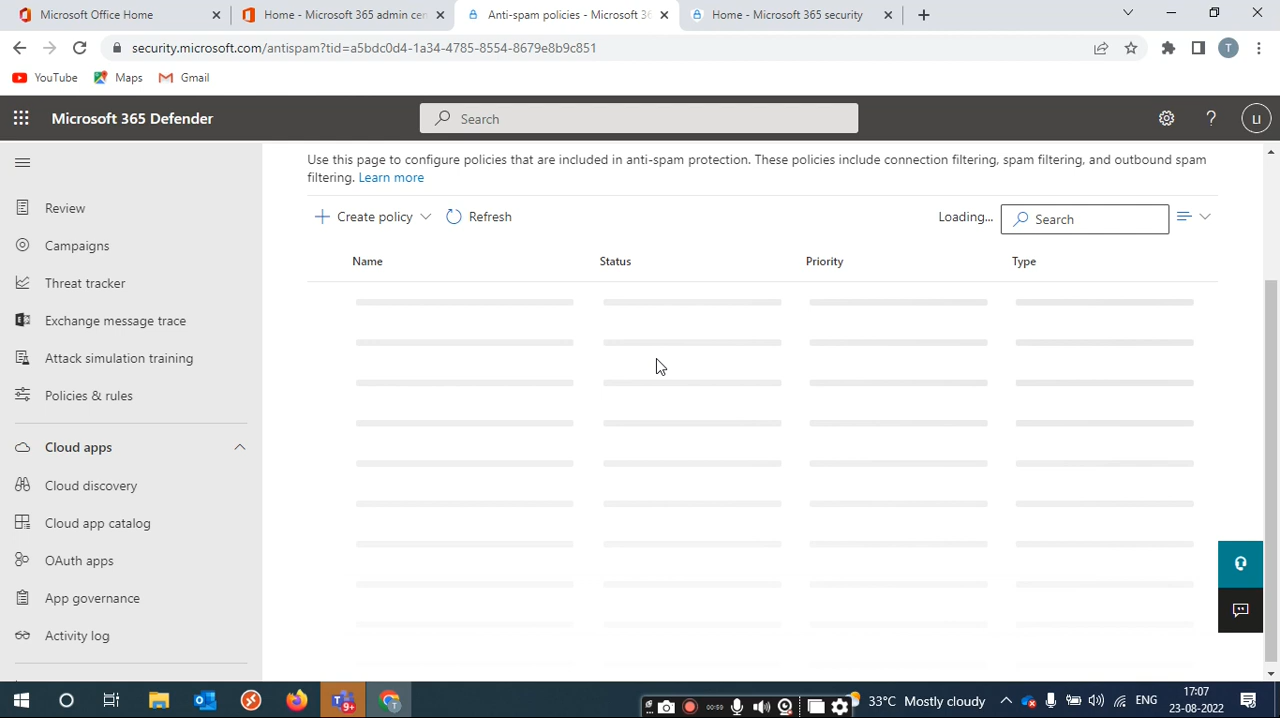 Microsoft Office Home
Home - Microsoft 365 admin cen
Anti-spam policies - Microsoft 36
Home - Microsoft 365 security
security.microsoft.com/antispam?tid=a5bdc0d4-1a34-4785-8554-8679e8b9c851
T
YouTube
Maps
Gmail
Microsoft 365 Defender
Search
?
LI
Use this page to configure policies that are included in anti-spam protection. These policies include connection filtering, spam filtering, and outbound spam
filtering. Learn more
Create policy
Refresh
Loading...
Search
Name
Status
Priority
Type
Review
Campaigns
Threat tracker
Exchange message trace
Attack simulation training
Policies & rules
Cloud apps
Cloud discovery
Cloud app catalog
OAuth apps
App governance
Activity log
9+
00:59
33°C Mostly cloudy
ENG
17:07
23-08-2022